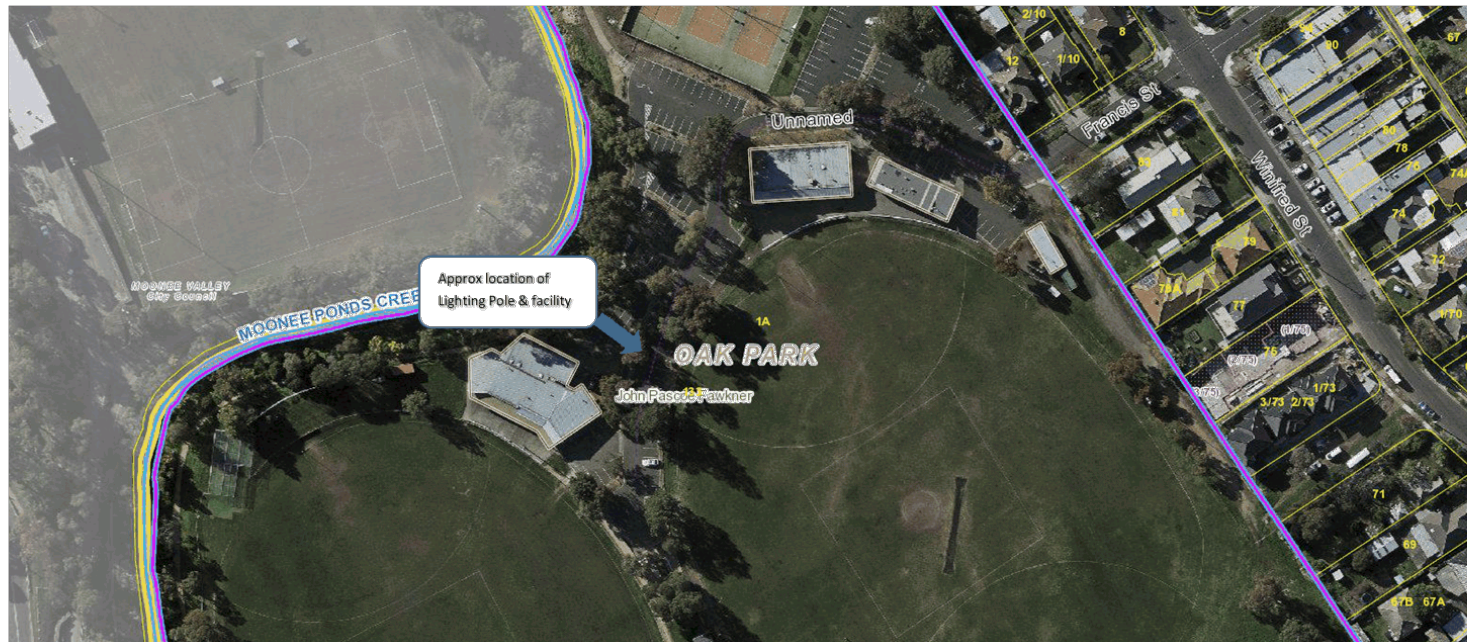 2/10
8
67
90
12
1/10
Unnamed
Francis St
80
78
76
74A
Winifred St
81
74
79
72
Approx location of
Lighting Pole & facility
MOONEE VALLEY
City Council
MOONEE PONDS CREE
79A
77
1/70
1A
(1/75)
OAK PARK
(2/75)
76
3/75)
1/73
3/73 2/73
John Pascoe Fawkner
71
69
67B 67A